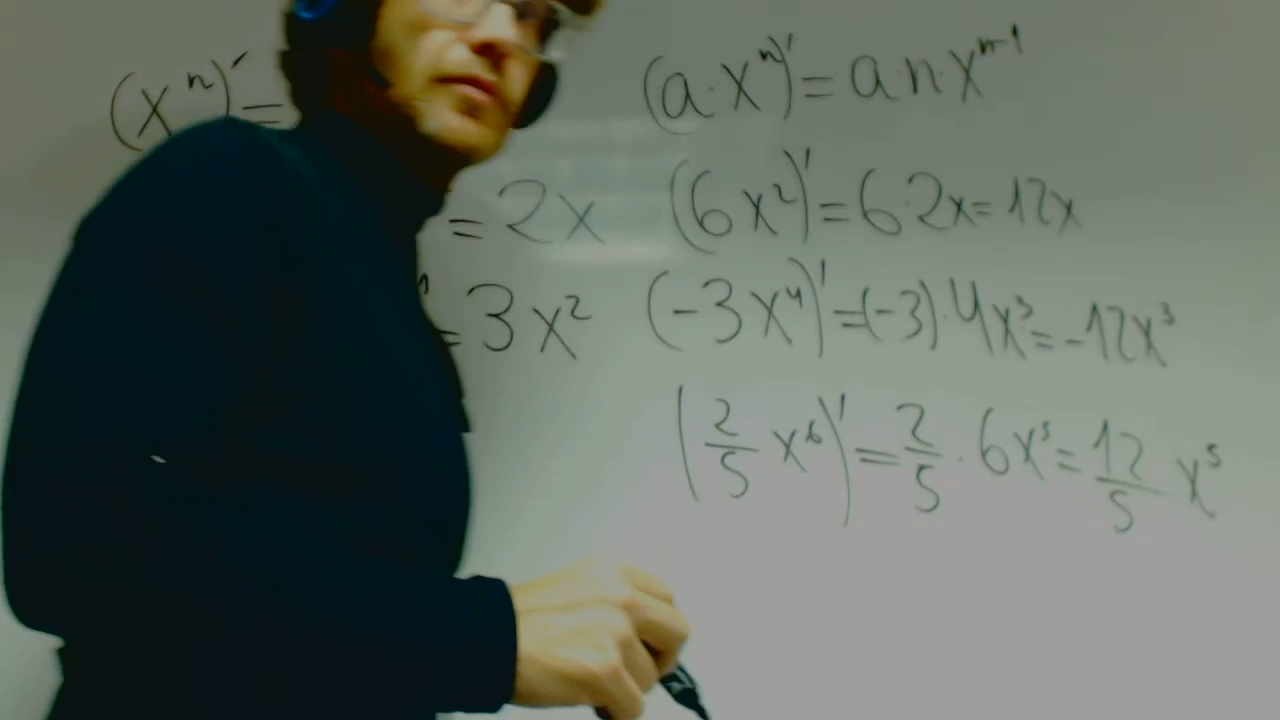 (xⁿ)′ =
= 2x
= 3x²
(a·xⁿ)′ = a·n·xⁿ⁻¹
(6x²)′ = 6·2x = 12x
(-3x⁴)′ = (-3)·4x³ = -12x³
(2/5 x⁶)′ = 2/5 · 6x⁵ = 12/5 x⁵